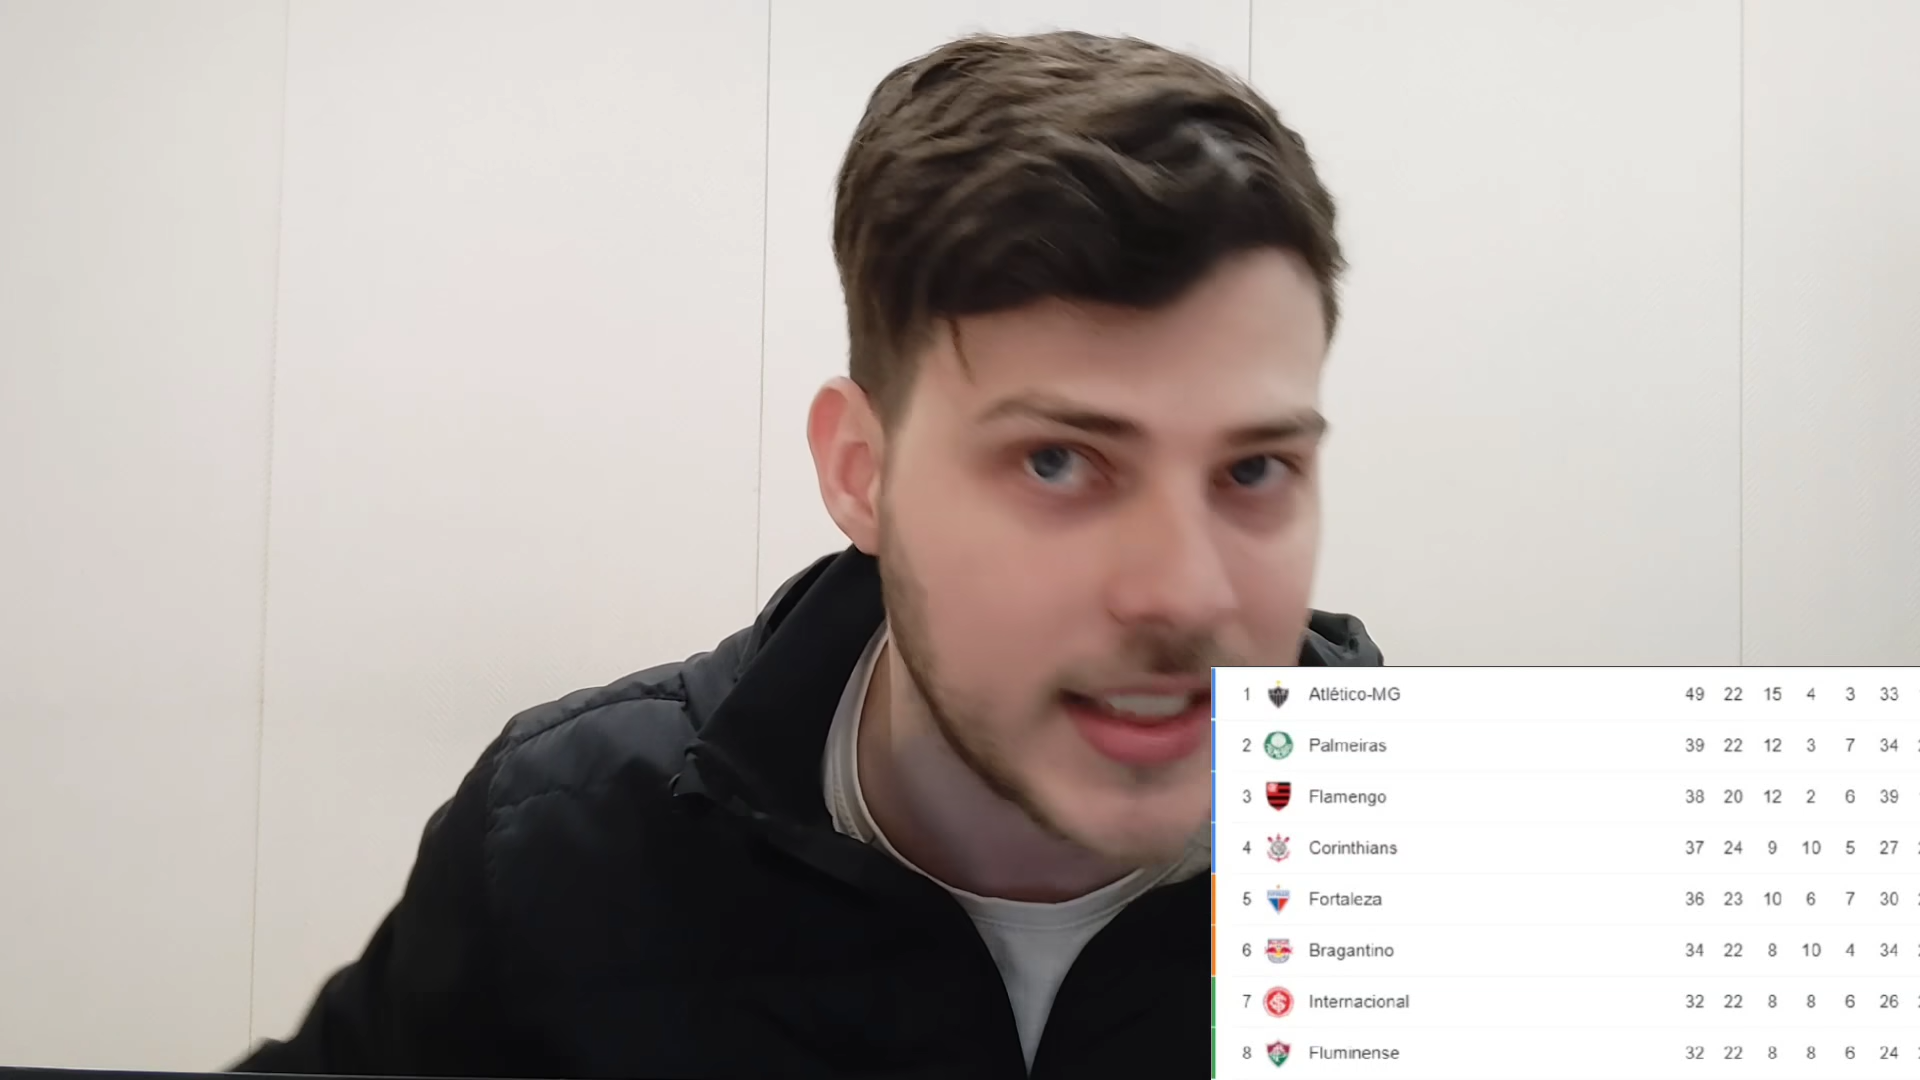 1 Atlético-MG 49 22 15 4 3 33
2 Palmeiras 39 22 12 3 7 34
3 Flamengo 38 20 12 2 6 39
4 Corinthians 37 24 9 10 5 27
5 Fortaleza 36 23 10 6 7 30
6 Bragantino 34 22 8 10 4 34
7 Internacional 32 22 8 8 6 26
8 Fluminense 32 22 8 8 6 24